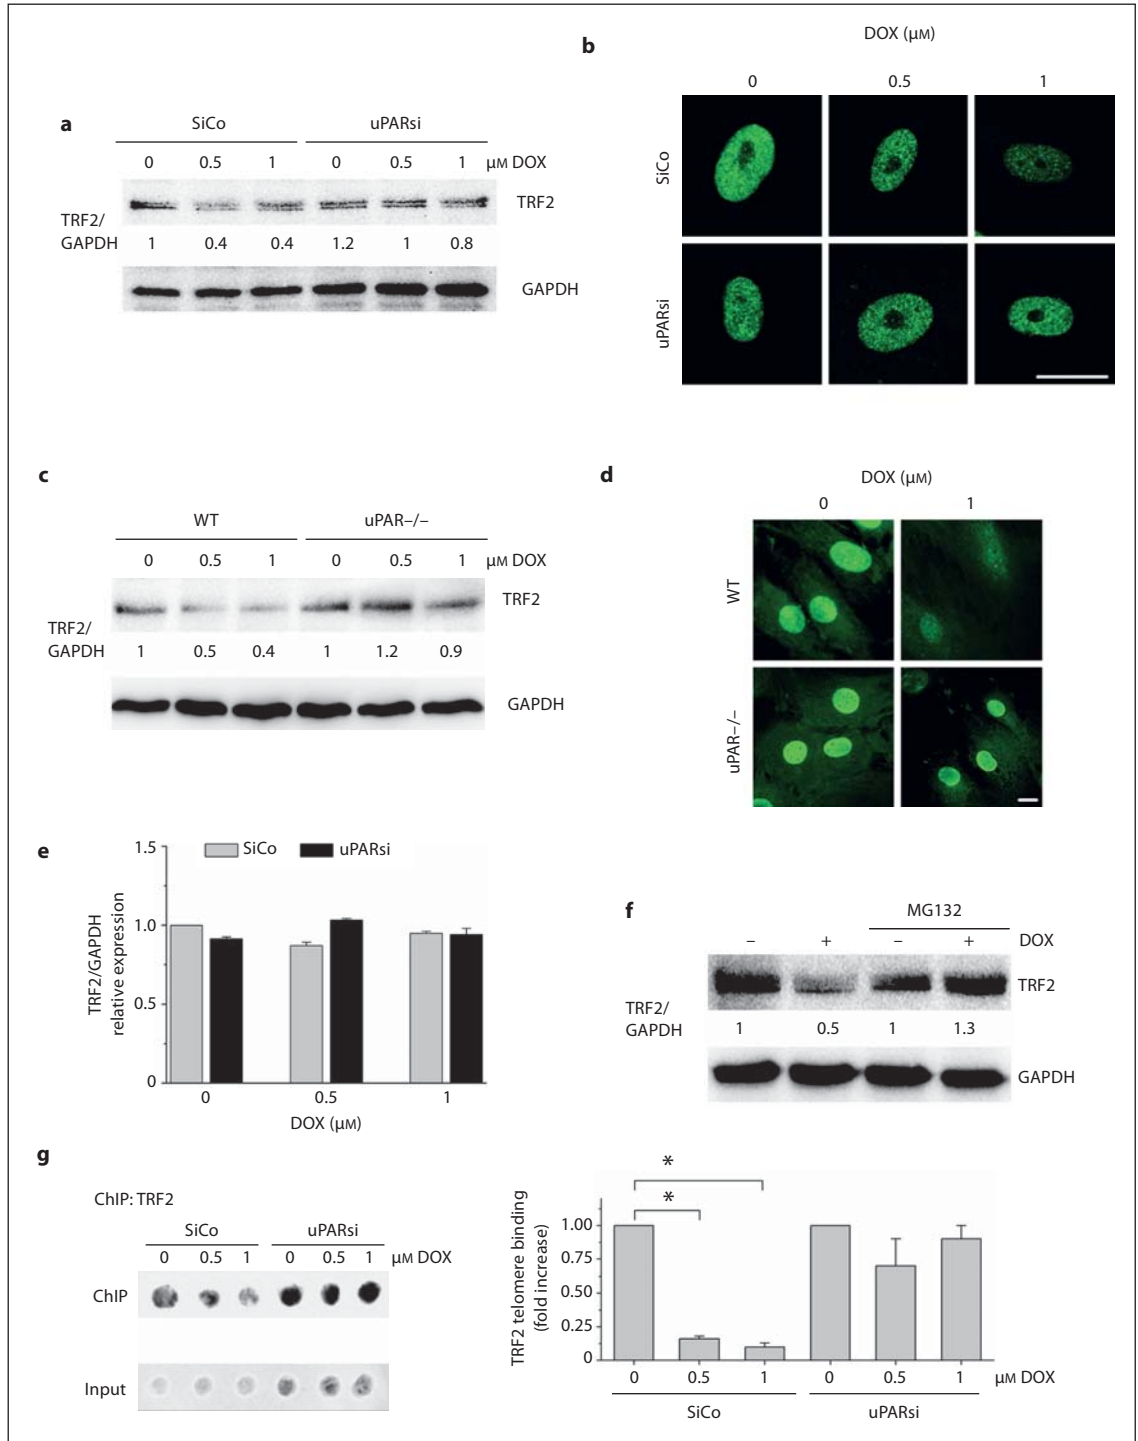 a
SiCo uPARsi
0 0.5 1 0 0.5 1 µM DOX
TRF2
TRF2/
GAPDH 1 0.4 0.4 1.2 1 0.8
GAPDH
b
DOX (µM)
0 0.5 1
SiCo
uPARsi
c
WT uPAR–/–
0 0.5 1 0 0.5 1 µM DOX
TRF2
TRF2/
GAPDH 1 0.5 0.4 1 1.2 0.9
GAPDH
d
DOX (µM)
0 1
WT
uPAR–/–
e
SiCo uPARsi
TRF2/GAPDH
relative expression
1.5
1.0
0.5
0
0 0.5 1
DOX (µM)
f
MG132
– + – + DOX
TRF2
TRF2/
GAPDH 1 0.5 1 1.3
GAPDH
g
ChIP: TRF2
SiCo uPARsi
0 0.5 1 0 0.5 1 µM DOX
ChIP
Input
TRF2 telomere binding
(fold increase)
*
*
1.00
0.75
0.50
0.25
0
0 0.5 1 0 0.5 1 µM DOX
SiCo uPARsi